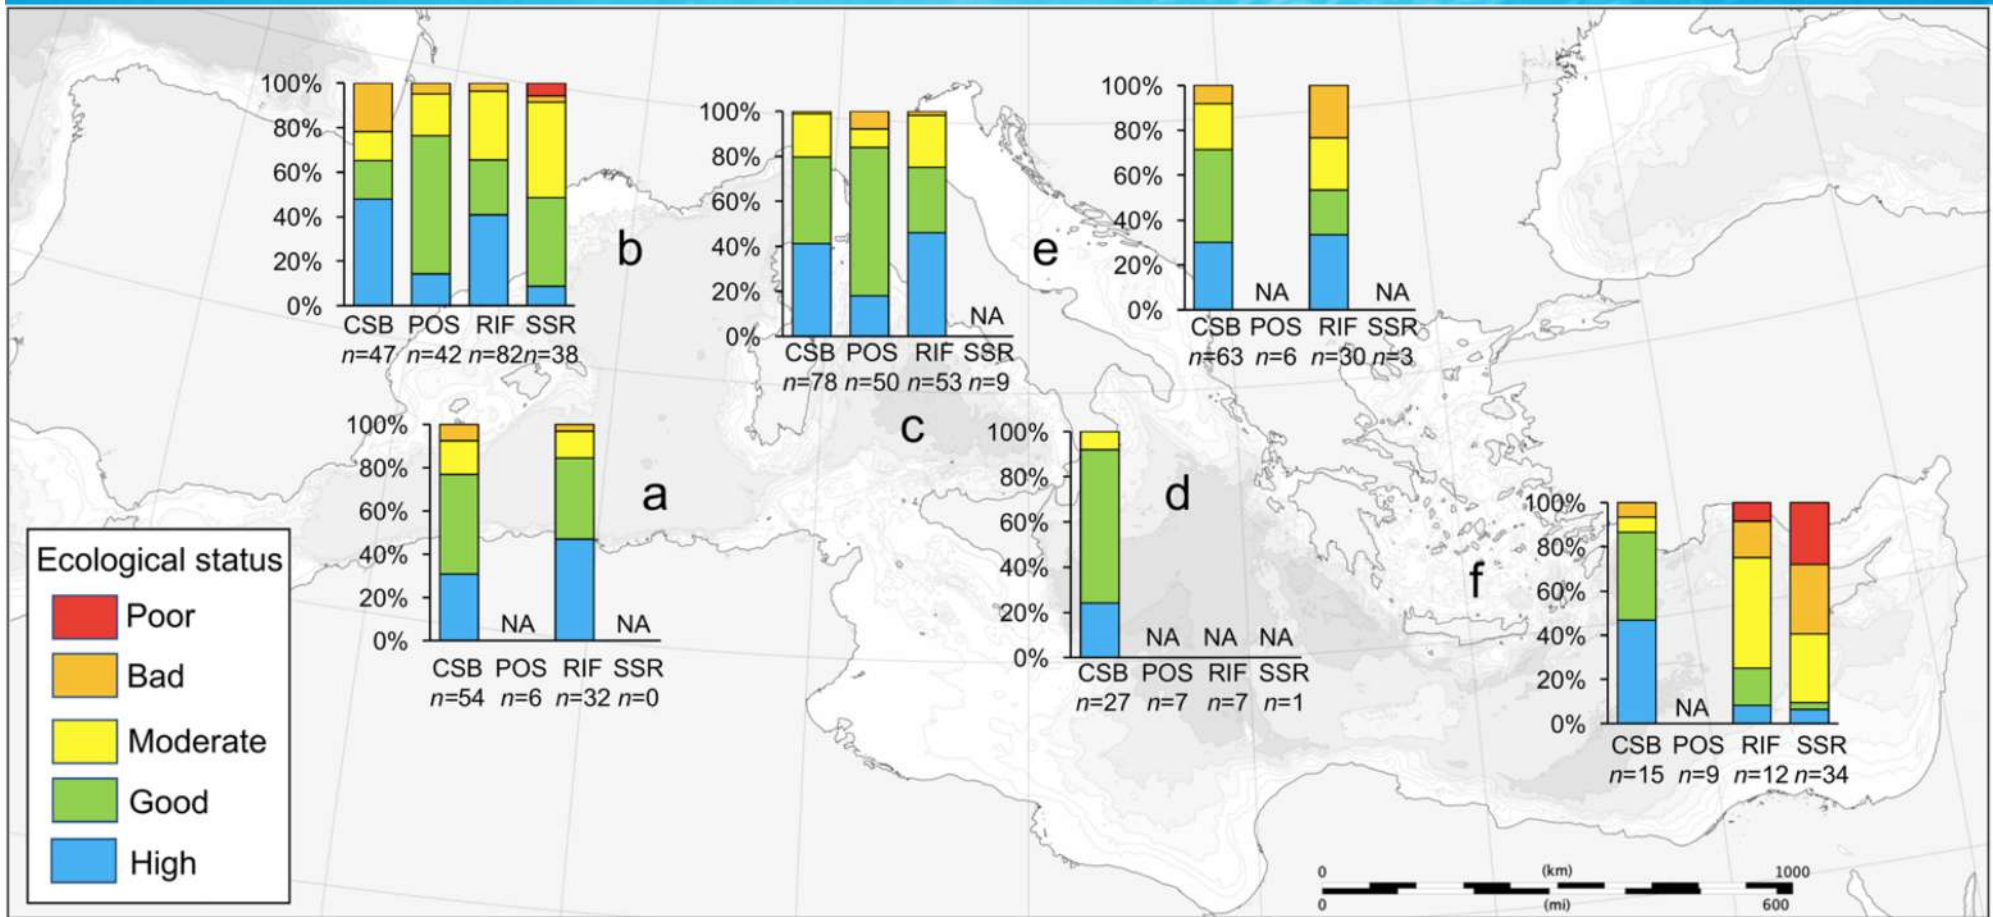 100%
80%
60%
40%
20%
0%
CSB POS RIF SSR
n=47 n=42 n=82 n=38
b
100%
80%
60%
40%
20%
0%
NA
CSB POS RIF SSR
n=78 n=50 n=53 n=9
c
e
100%
80%
60%
40%
20%
0%
NA NA
CSB POS RIF SSR
n=63 n=6 n=30 n=3
100%
80%
60%
40%
20%
0%
NA NA
CSB POS RIF SSR
n=54 n=6 n=32 n=0
a
100%
80%
60%
40%
20%
0%
NA NA NA
CSB POS RIF SSR
n=27 n=7 n=7 n=1
d
f
100%
80%
60%
40%
20%
0%
NA
CSB POS RIF SSR
n=15 n=9 n=12 n=34
Ecological status
Poor
Bad
Moderate
Good
High
0 (km) 1000
0 (mi) 600